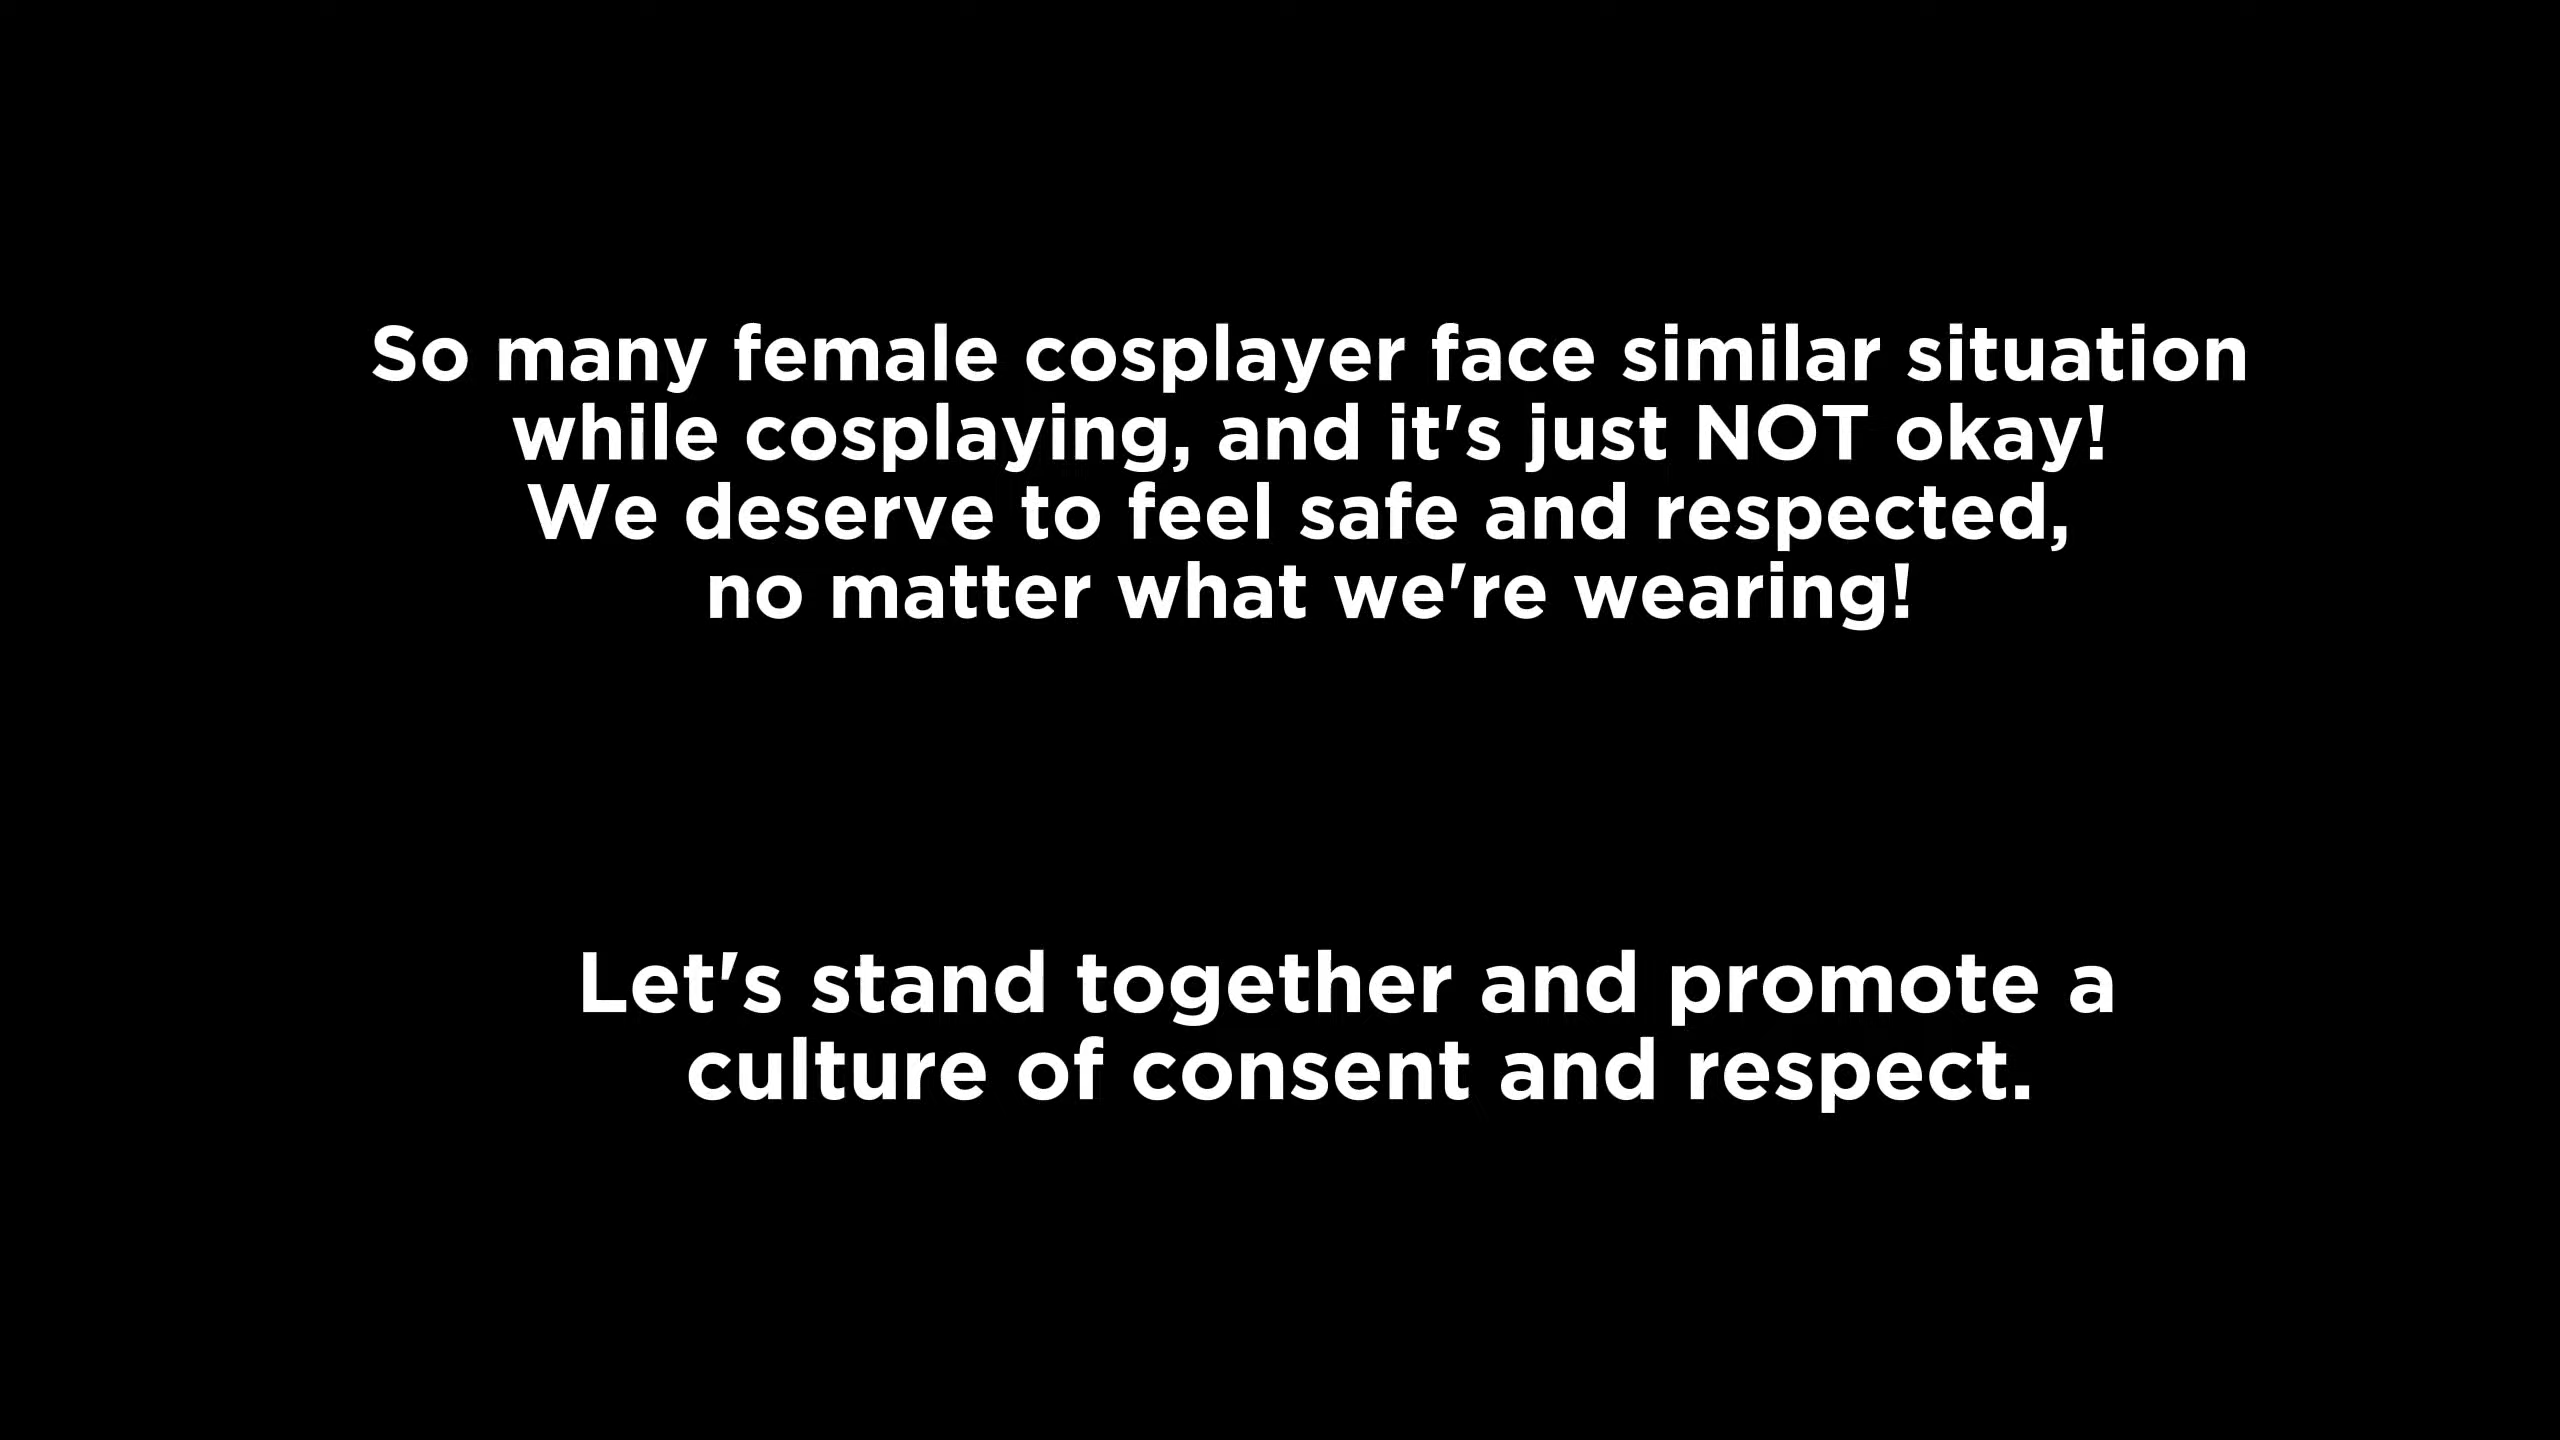 So many female cosplayer face similar situation
while cosplaying, and it's just NOT okay!
We deserve to feel safe and respected,
no matter what we're wearing!
Let's stand together and promote a
culture of consent and respect.